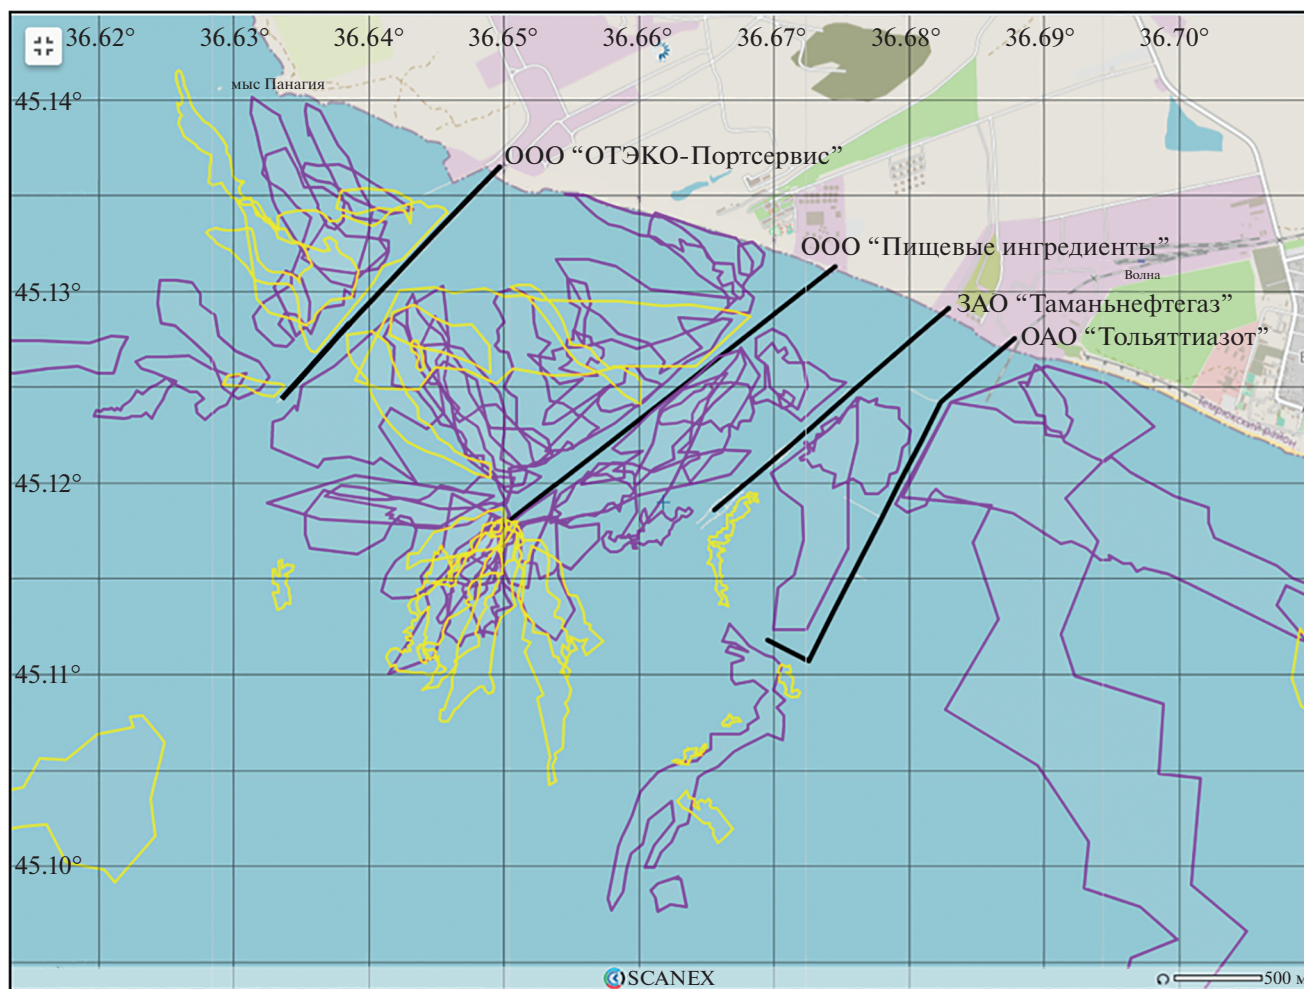 36.62° 36.63° 36.64° 36.65° 36.66° 36.67° 36.68° 36.69° 36.70°
мыс Панагия
45.14°
ООО “ОТЭКО-Портсервис”
ООО “Пищевые ингредиенты”
Волна
45.13°
ЗАО “Таманьнефтегаз”
ОАО “Тольяттиазот”
Темрюкский район
45.12°
45.11°
45.10°
SCANEX
500 м